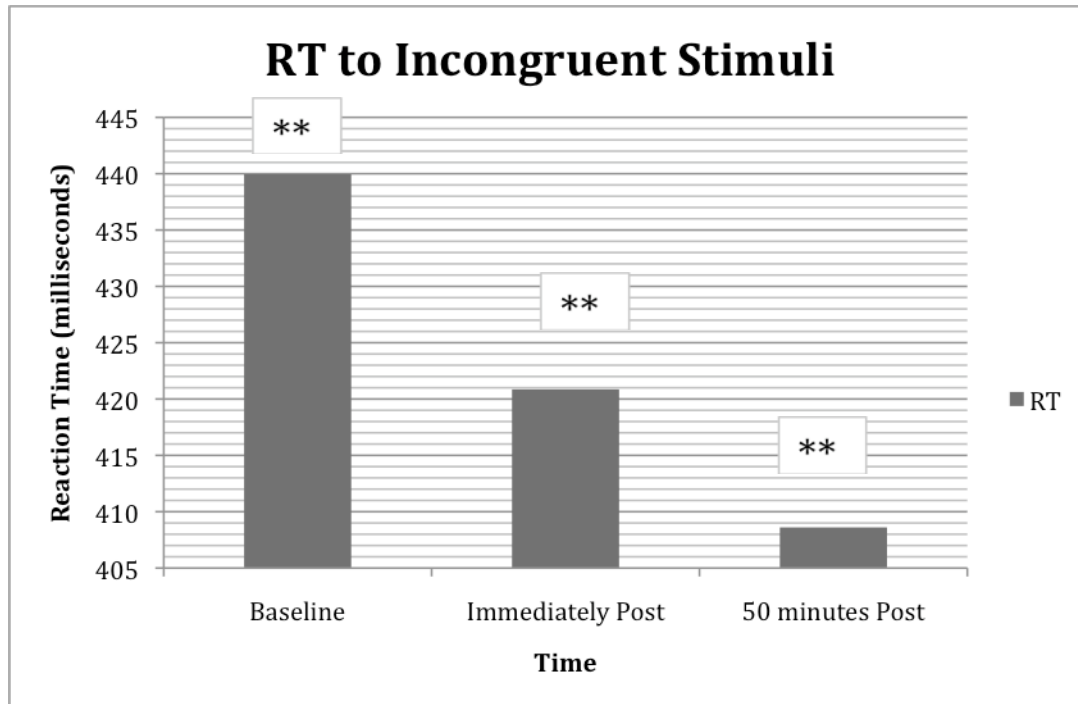 RT to Incongruent Stimuli
445
440
435
430
425
420
415
410
405
Reaction Time (milliseconds)
**
**
**
RT
Baseline
Immediately Post
50 minutes Post
Time